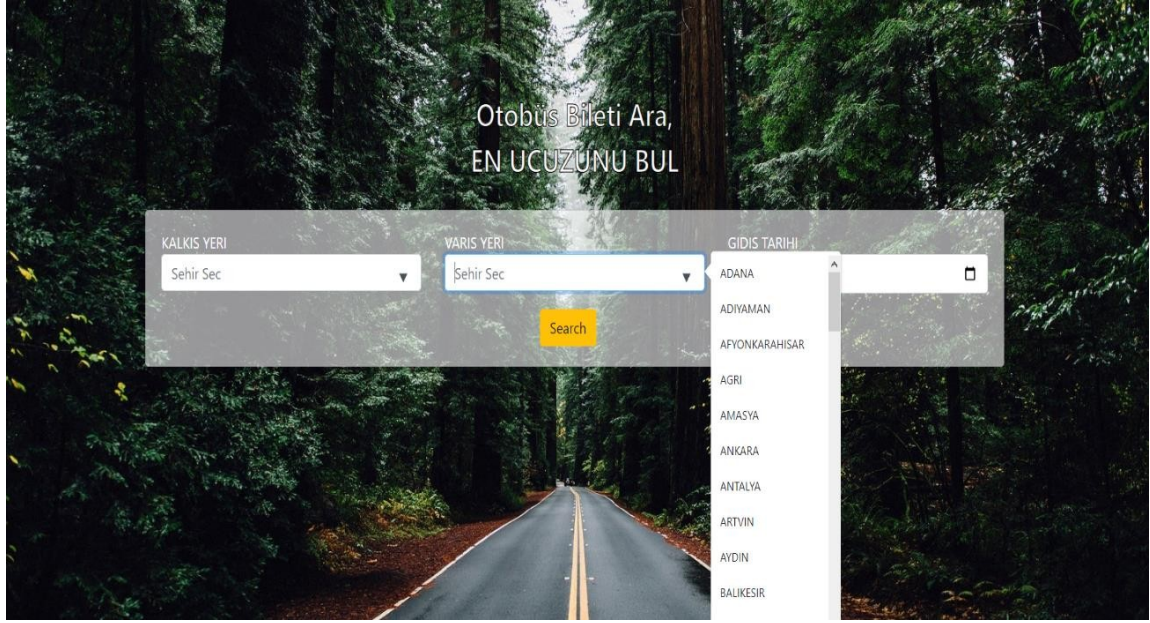 Otobüs Bileti Ara,
EN UCUZUNU BUL
KALKIS YERI
VARIS YERI
GIDIS TARIHI
Sehir Sec
Sehir Sec
Search
ADANA
ADIYAMAN
AFYONKARAHISAR
AGRI
AMASYA
ANKARA
ANTALYA
ARTVIN
AYDIN
BALIKESIR